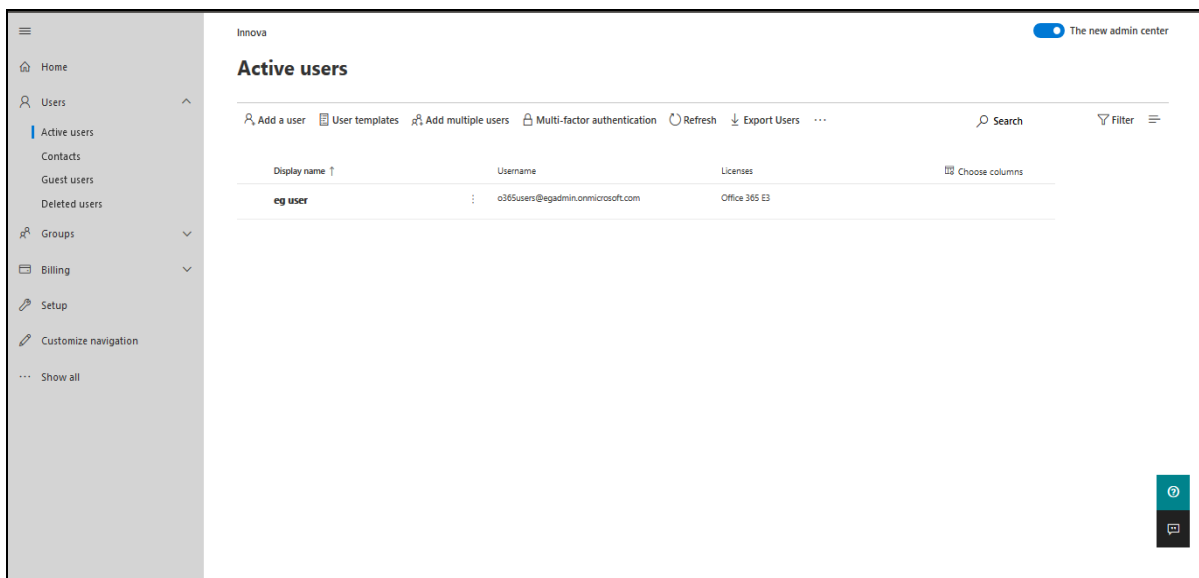 Innova
The new admin center
Home
Active users
Users
Active users
Contacts
Guest users
Deleted users
Groups
Billing
Setup
Customize navigation
Show all
Add a user User templates Add multiple users Multi-factor authentication Refresh Export Users Search Filter
Display name ↑ Username Licenses Choose columns
eg user o365users@egadmin.onmicrosoft.com Office 365 E3